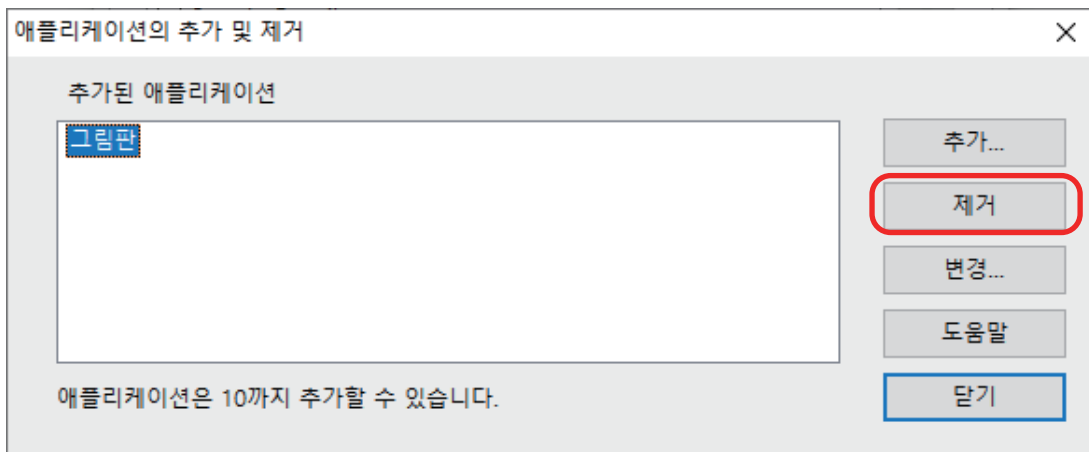 애플리케이션의 추가 및 제거
추가된 애플리케이션
그림판
추가...
제거
변경...
도움말
닫기
애플리케이션은 10까지 추가할 수 있습니다.